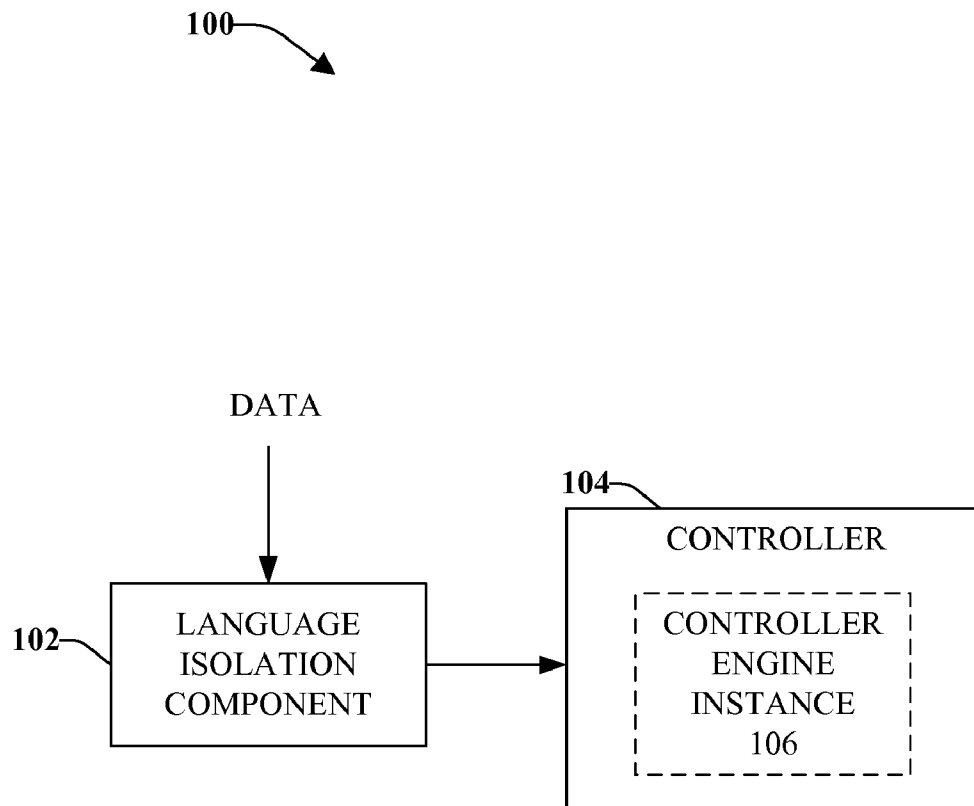 100
DATA
104
CONTROLLER
102
LANGUAGE
ISOLATION
COMPONENT
CONTROLLER
ENGINE
INSTANCE
106